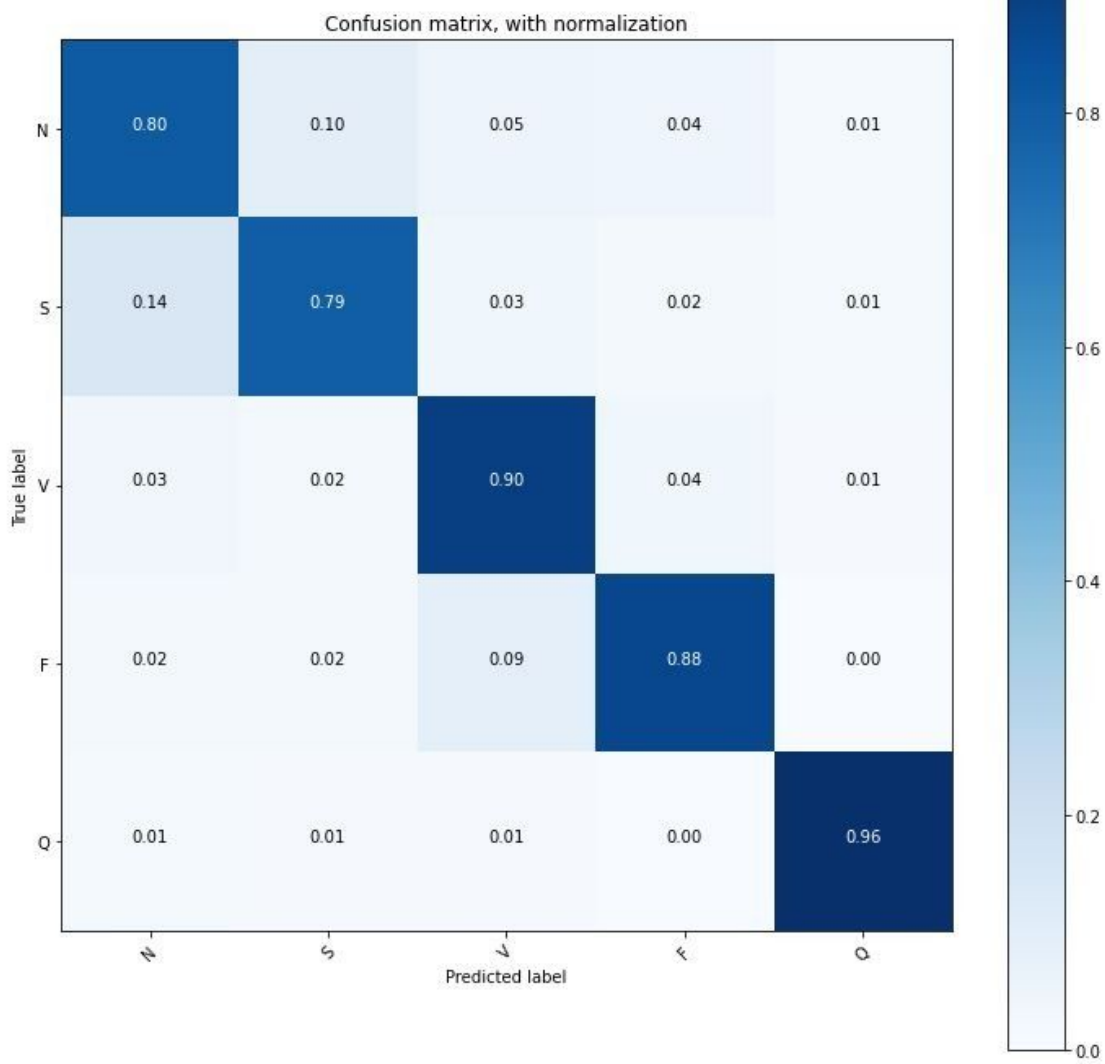 Confusion matrix, with normalization
N 0.80 0.10 0.05 0.04 0.01
S 0.14 0.79 0.03 0.02 0.01
V 0.03 0.02 0.90 0.04 0.01
F 0.02 0.02 0.09 0.88 0.00
Q 0.01 0.01 0.01 0.00 0.96
True label
N S V F Q
Predicted label
0.8
0.6
0.4
0.2
0.0